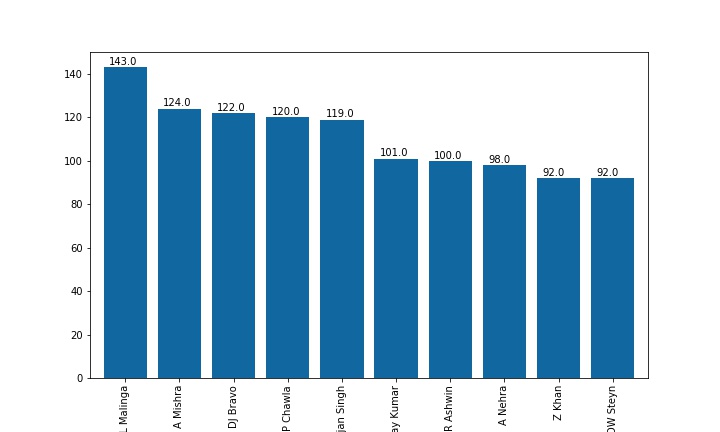 143.0
124.0
122.0
120.0
119.0
101.0
100.0
98.0
92.0
92.0
140
120
100
80
60
40
20
0
L Malinga
A Mishra
DJ Bravo
P Chawla
jan Singh
ay Kumar
R Ashwin
A Nehra
Z Khan
DW Steyn